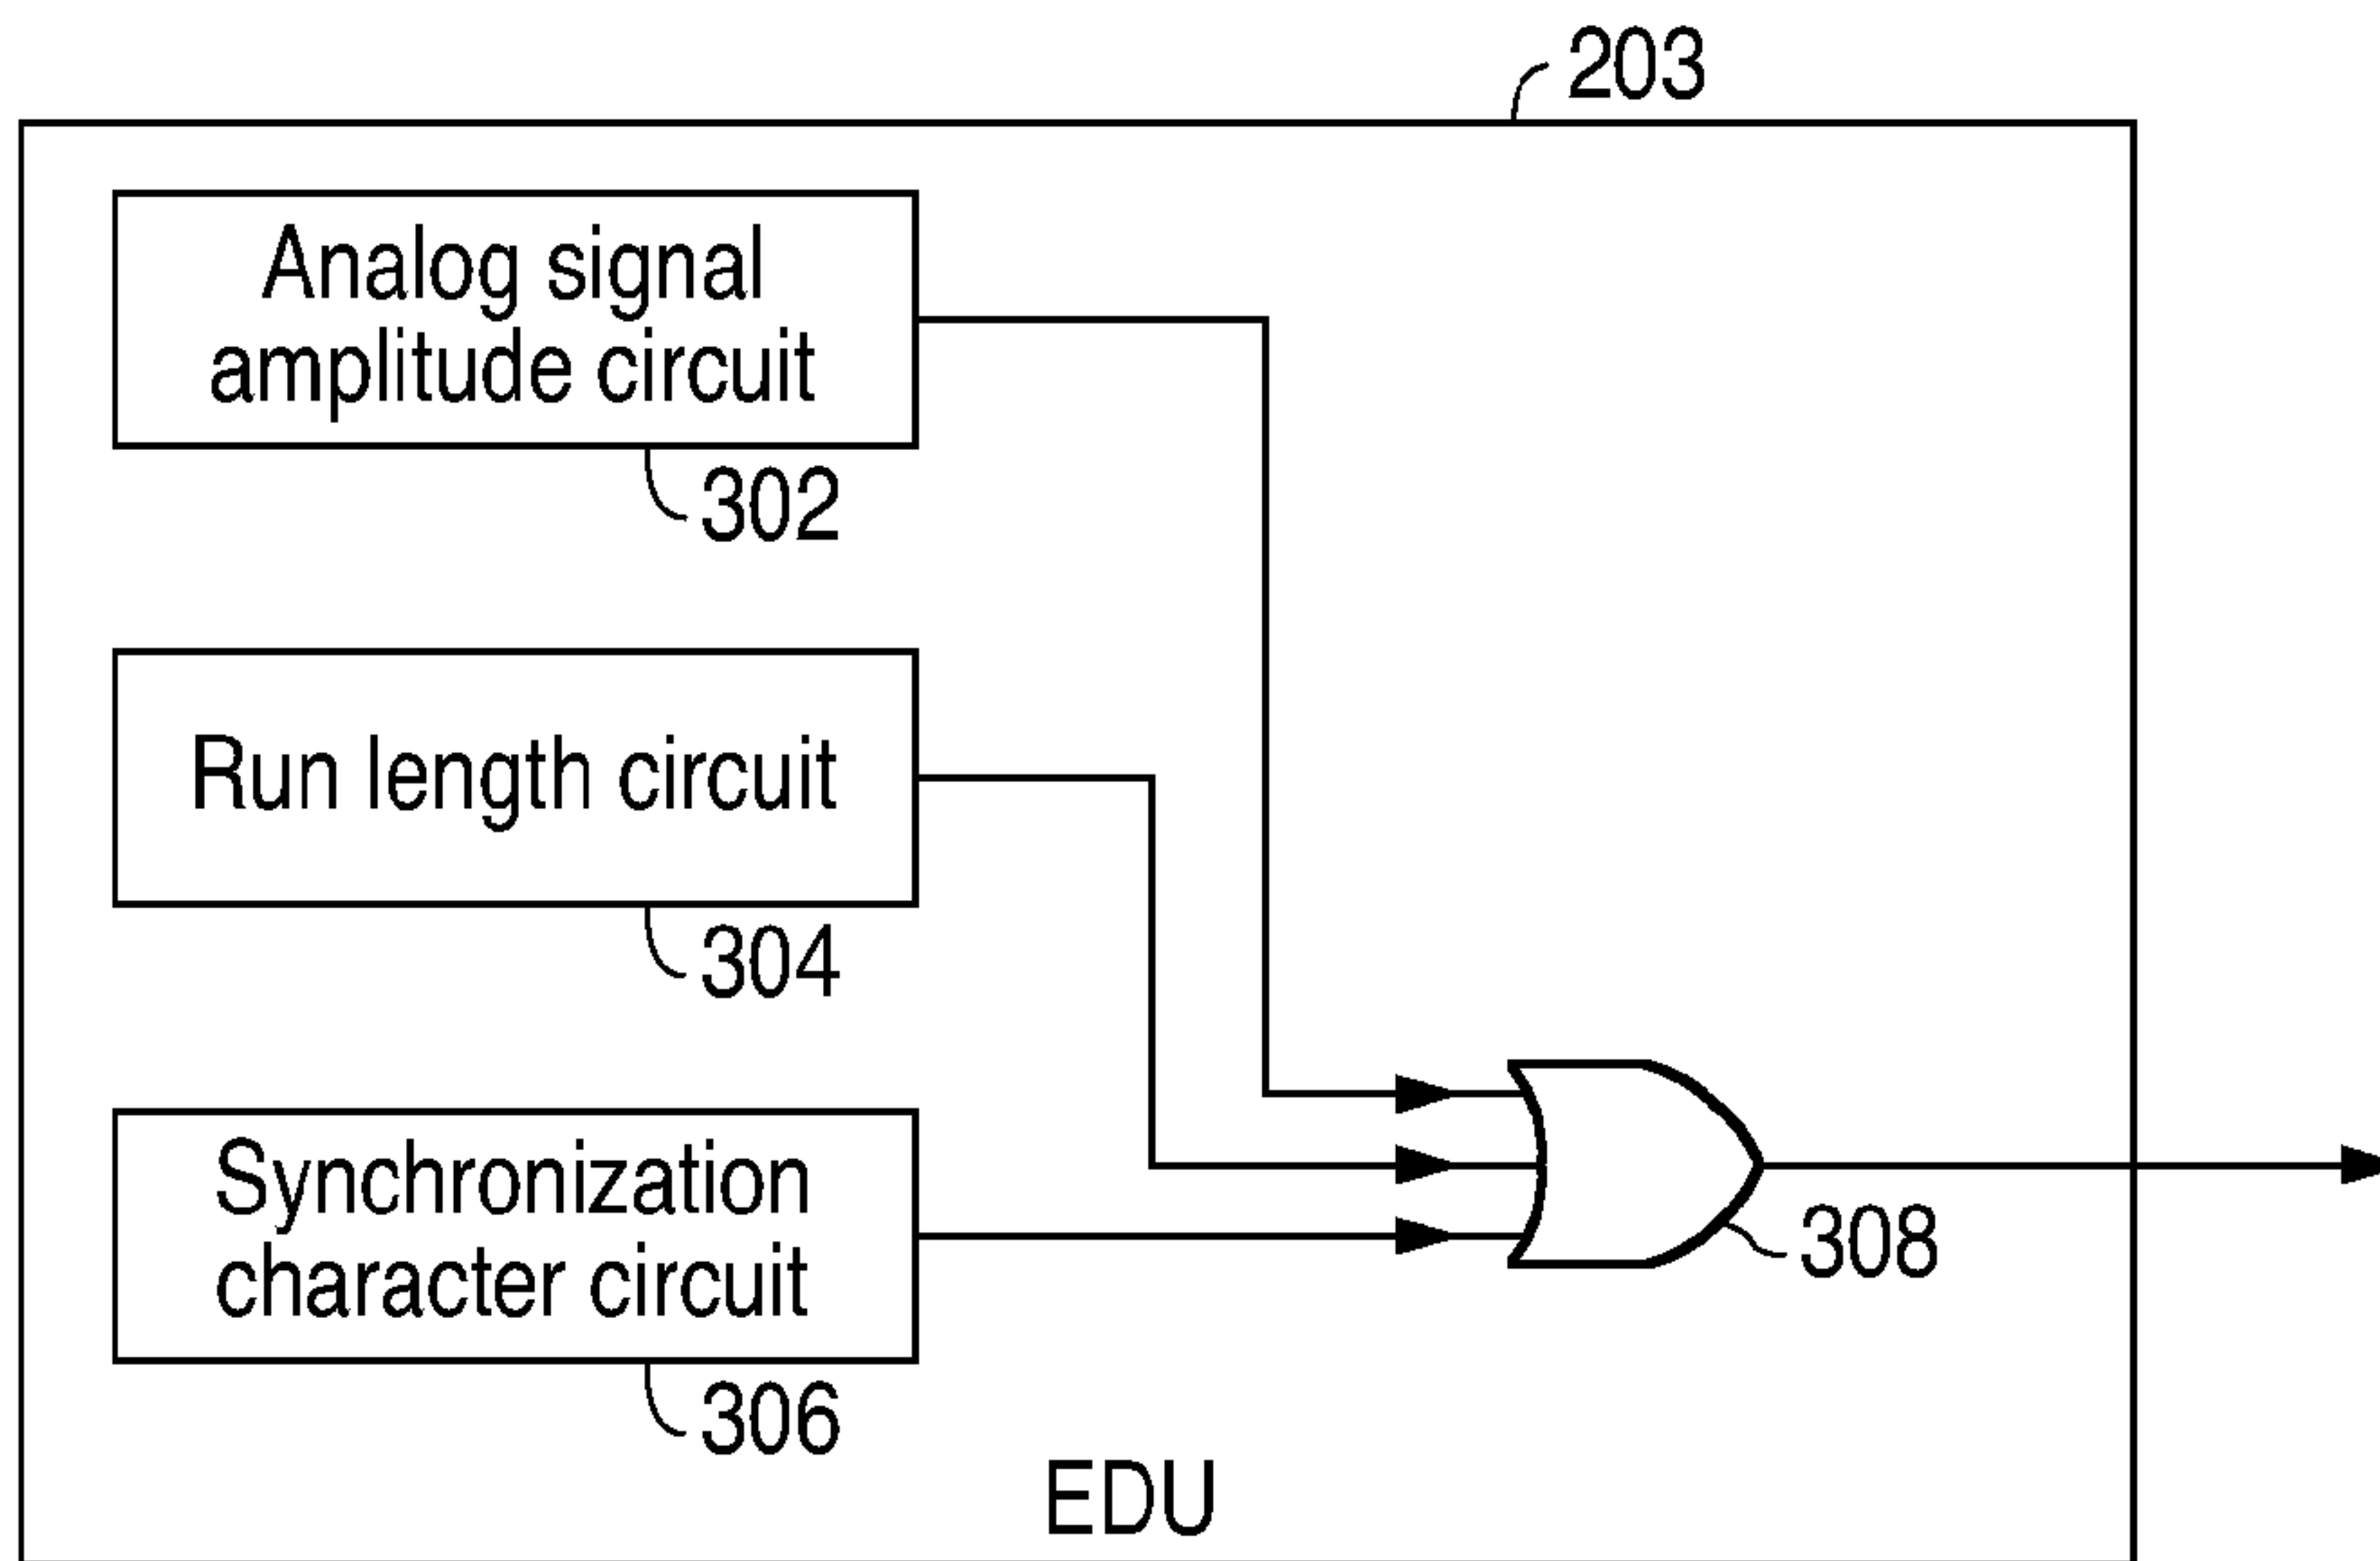 203
Analog signal
amplitude circuit
302
Run length circuit
304
Synchronization
character circuit
306
308
EDU